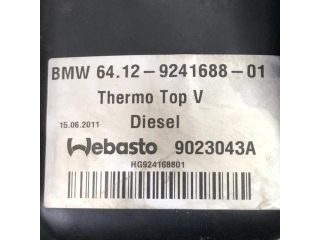 BMW 64.12-9241688-01
Thermo Top V
15.06.2011 Diesel
Webasto 9023043A
HG924168801